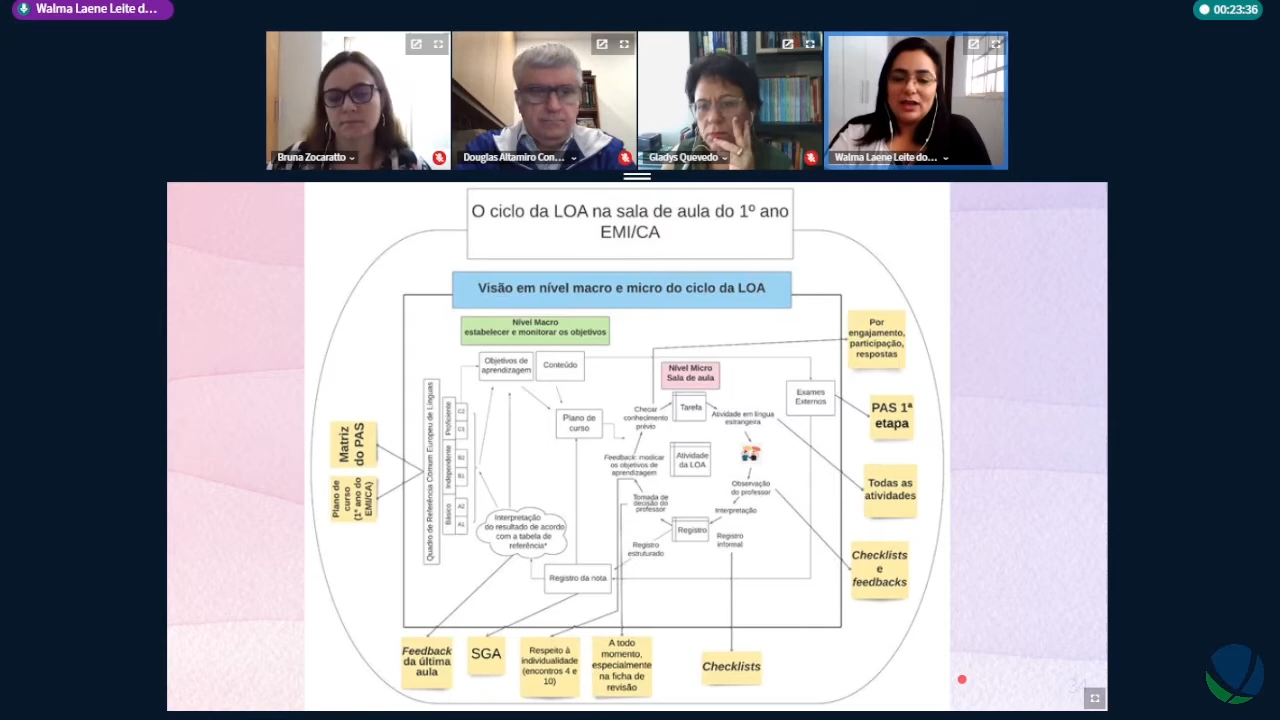 Walma Laene Leite d...
00:23:36
Bruna Zocaratto
Douglas Altamiro Con...
Gladys Quevedo
Walma Laene Leite do...
O ciclo da LOA na sala de aula do 1º ano
EMI/CA
Visão em nível macro e micro do ciclo da LOA
Nível Macro
estabelecer e monitorar os objetivos
Objetivos de
aprendizagem
Conteúdo
Plano de
curso
Nível Micro
Sala de aula
Checar
conhecimento
prévio
Tarefa
Atividade em língua
estrangeira
Exames
Externos
Feedback: modicar
os objetivos de
aprendizagem
Atividade
da LOA
Observação
do professor
Tomada de
decisão do
professor
Interpretação
Registro
Registro
estruturado
Registro
informal
Quadro de Referência Comum Europeu de Línguas
Proficiente
Independente
Básico
C2
C1
B2
B1
A2
A1
Interpretação
do resultado de acordo
com a tabela de
referência*
Registro da nota
Matriz
do PAS
Plano de
curso
(1º ano do
EMI/CA)
Por
engajamento,
participação,
respostas
PAS 1ª
etapa
Todas as
atividades
Checklists
e
feedbacks
Feedback
da última
aula
SGA
Respeito à
individualidade
(encontros 4 e
10)
A todo
momento,
especialmente
na ficha de
revisão
Checklists